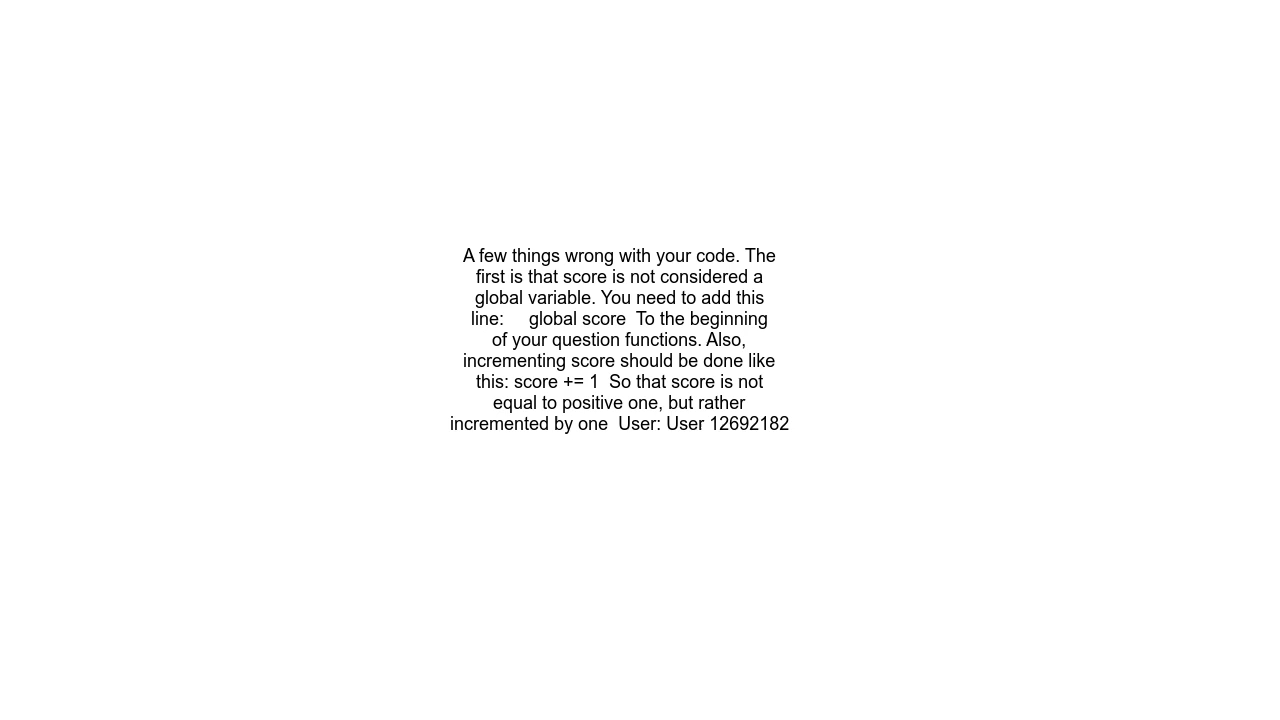 A few things wrong with your code. The
first is that score is not considered a
global variable. You need to add this
line:     global score  To the beginning
of your question functions. Also,
incrementing score should be done like
this: score += 1  So that score is not
equal to positive one, but rather
incremented by one  User: User 12692182